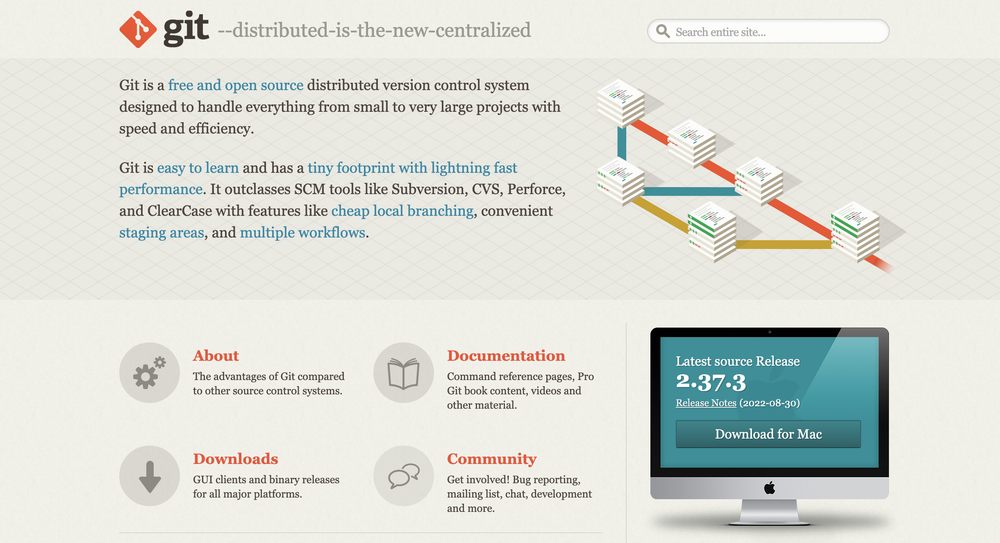 git --distributed-is-the-new-centralized
Search entire site...
Git is a free and open source distributed version control system
designed to handle everything from small to very large projects with
speed and efficiency.
Git is easy to learn and has a tiny footprint with lightning fast
performance. It outclasses SCM tools like Subversion, CVS, Perforce,
and ClearCase with features like cheap local branching, convenient
staging areas, and multiple workflows.
About
The advantages of Git compared
to other source control systems.
Documentation
Command reference pages, Pro
Git book content, videos and
other material.
Downloads
GUI clients and binary releases
for all major platforms.
Community
Get involved! Bug reporting,
mailing list, chat, development
and more.
Latest source Release
2.37.3
Release Notes (2022-08-30)
Download for Mac